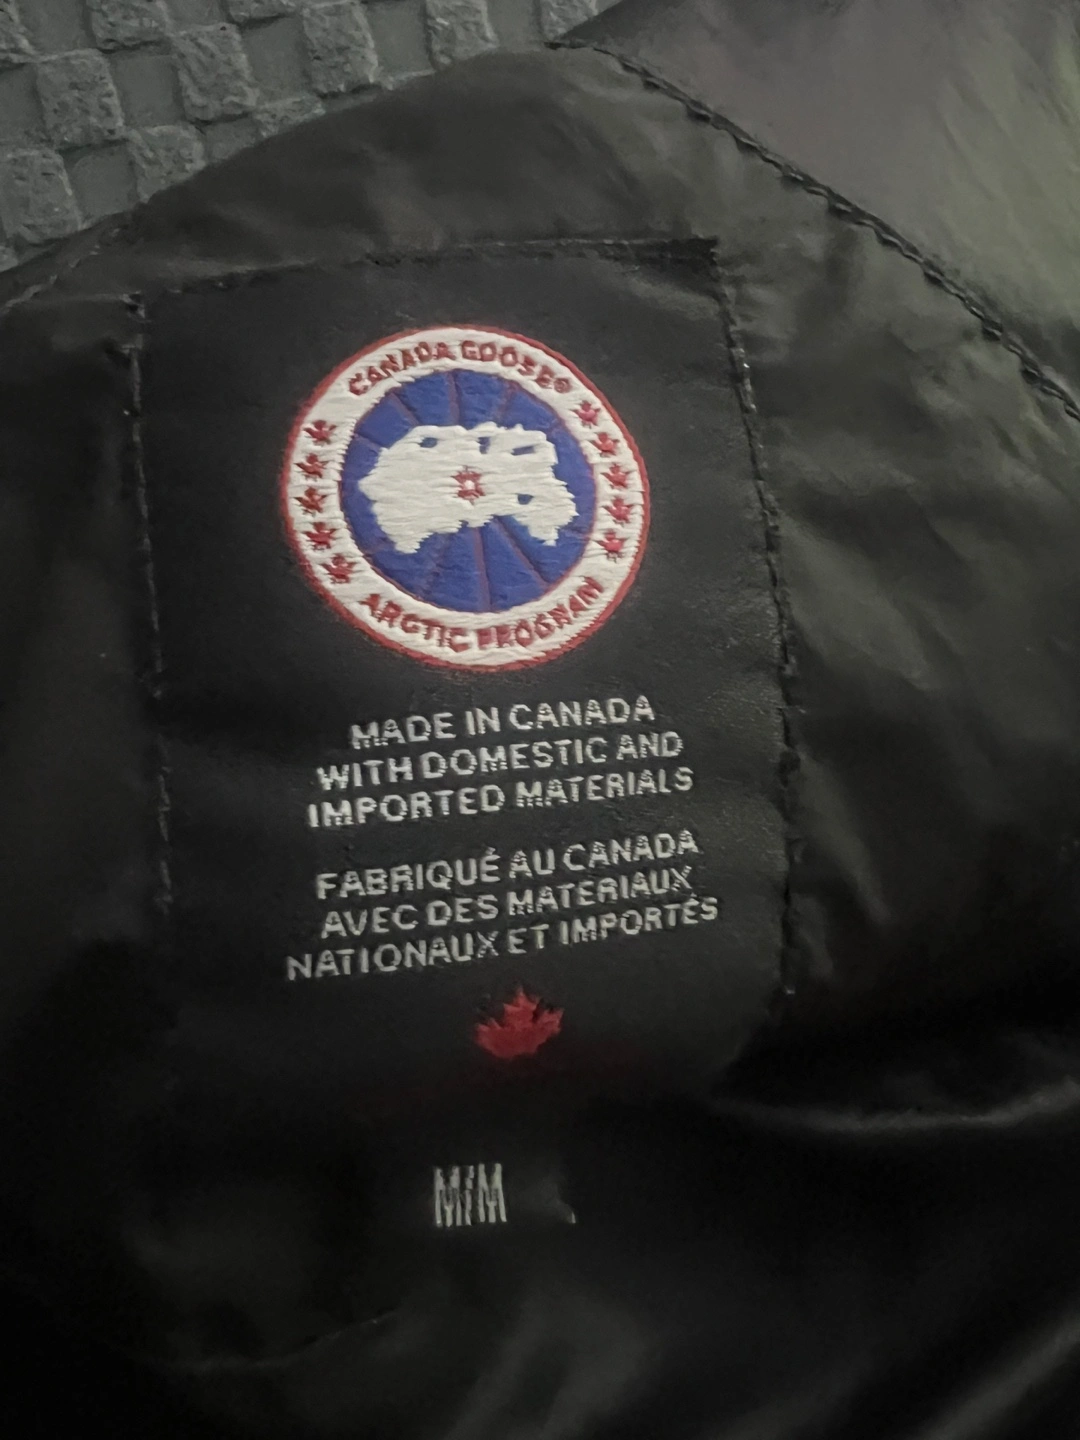 CANADA GOOSE®
ARCTIC PROGRAM
MADE IN CANADA
WITH DOMESTIC AND
IMPORTED MATERIALS
FABRIQUÉ AU CANADA
AVEC DES MATERIAUX
NATIONAUX ET IMPORTÉS
M/M